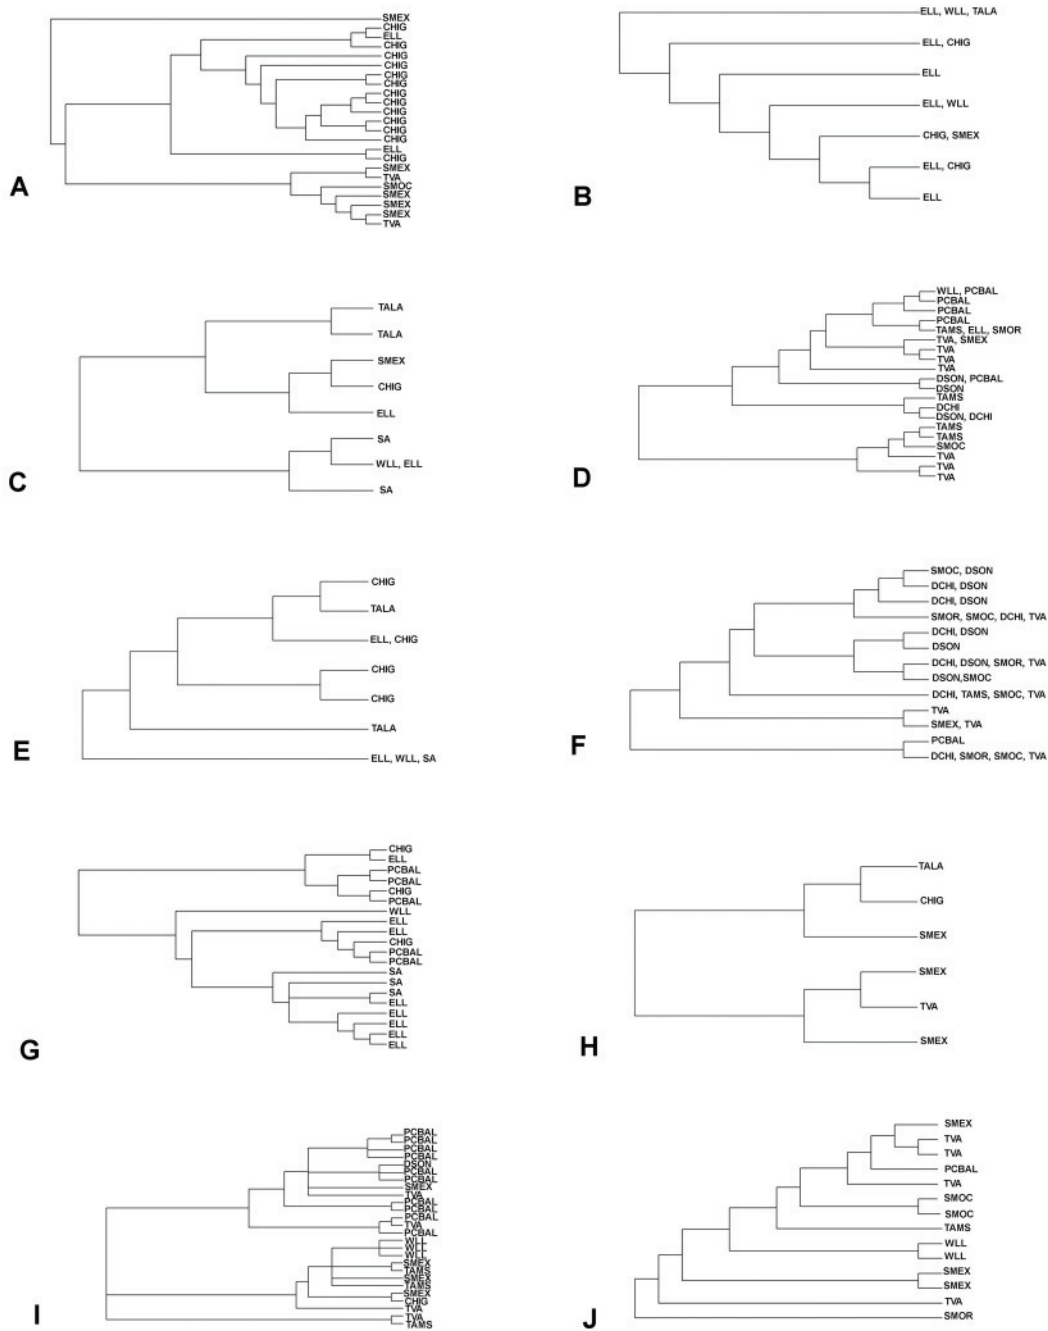 SMEX
CHIG
ELL
CHIG
CHIG
CHIG
CHIG
CHIG
CHIG
CHIG
CHIG
CHIG
CHIG
CHIG
ELL
CHIG
SMEX
TVA
SMOC
SMEX
SMEX
SMEX
TVA
A
ELL, WLL, TALA
ELL, CHIG
ELL
ELL, WLL
CHIG, SMEX
ELL, CHIG
ELL
B
TALA
TALA
SMEX
CHIG
ELL
SA
WLL, ELL
SA
C
WLL, PCBAL
PCBAL
PCBAL
PCBAL
TAMS, ELL, SMOR
TVA, SMEX
TVA
TVA
TVA
DSON, PCBAL
DSON
TAMS
DCHI
DSON, DCHI
TAMS
TAMS
SMOC
TVA
TVA
TVA
D
CHIG
TALA
ELL, CHIG
CHIG
CHIG
TALA
ELL, WLL, SA
E
SMOC, DSON
DCHI, DSON
DCHI, DSON
SMOR, SMOC, DCHI, TVA
DCHI, DSON
DSON
DCHI, DSON, SMOR, TVA
DSON,SMOC
DCHI, TAMS, SMOC, TVA
TVA
SMEX, TVA
PCBAL
DCHI, SMOR, SMOC, TVA
F
CHIG
ELL
PCBAL
PCBAL
CHIG
PCBAL
WLL
ELL
ELL
CHIG
PCBAL
PCBAL
SA
SA
SA
ELL
ELL
ELL
ELL
ELL
G
TALA
CHIG
SMEX
SMEX
TVA
SMEX
H
PCBAL
PCBAL
PCBAL
PCBAL
DSON
PCBAL
PCBAL
SMEX
TVA
PCBAL
PCBAL
PCBAL
TVA
PCBAL
WLL
WLL
WLL
SMEX
TAMS
SMEX
TAMS
SMEX
CHIG
TVA
TVA
TAMS
I
SMEX
TVA
TVA
PCBAL
TVA
SMOC
SMOC
TAMS
WLL
WLL
SMEX
SMEX
TVA
SMOR
J